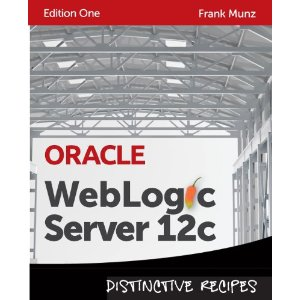 Edition One Frank Munz
ORACLE
WebLogic
Server 12c
DISTINCTIVE RECIPES